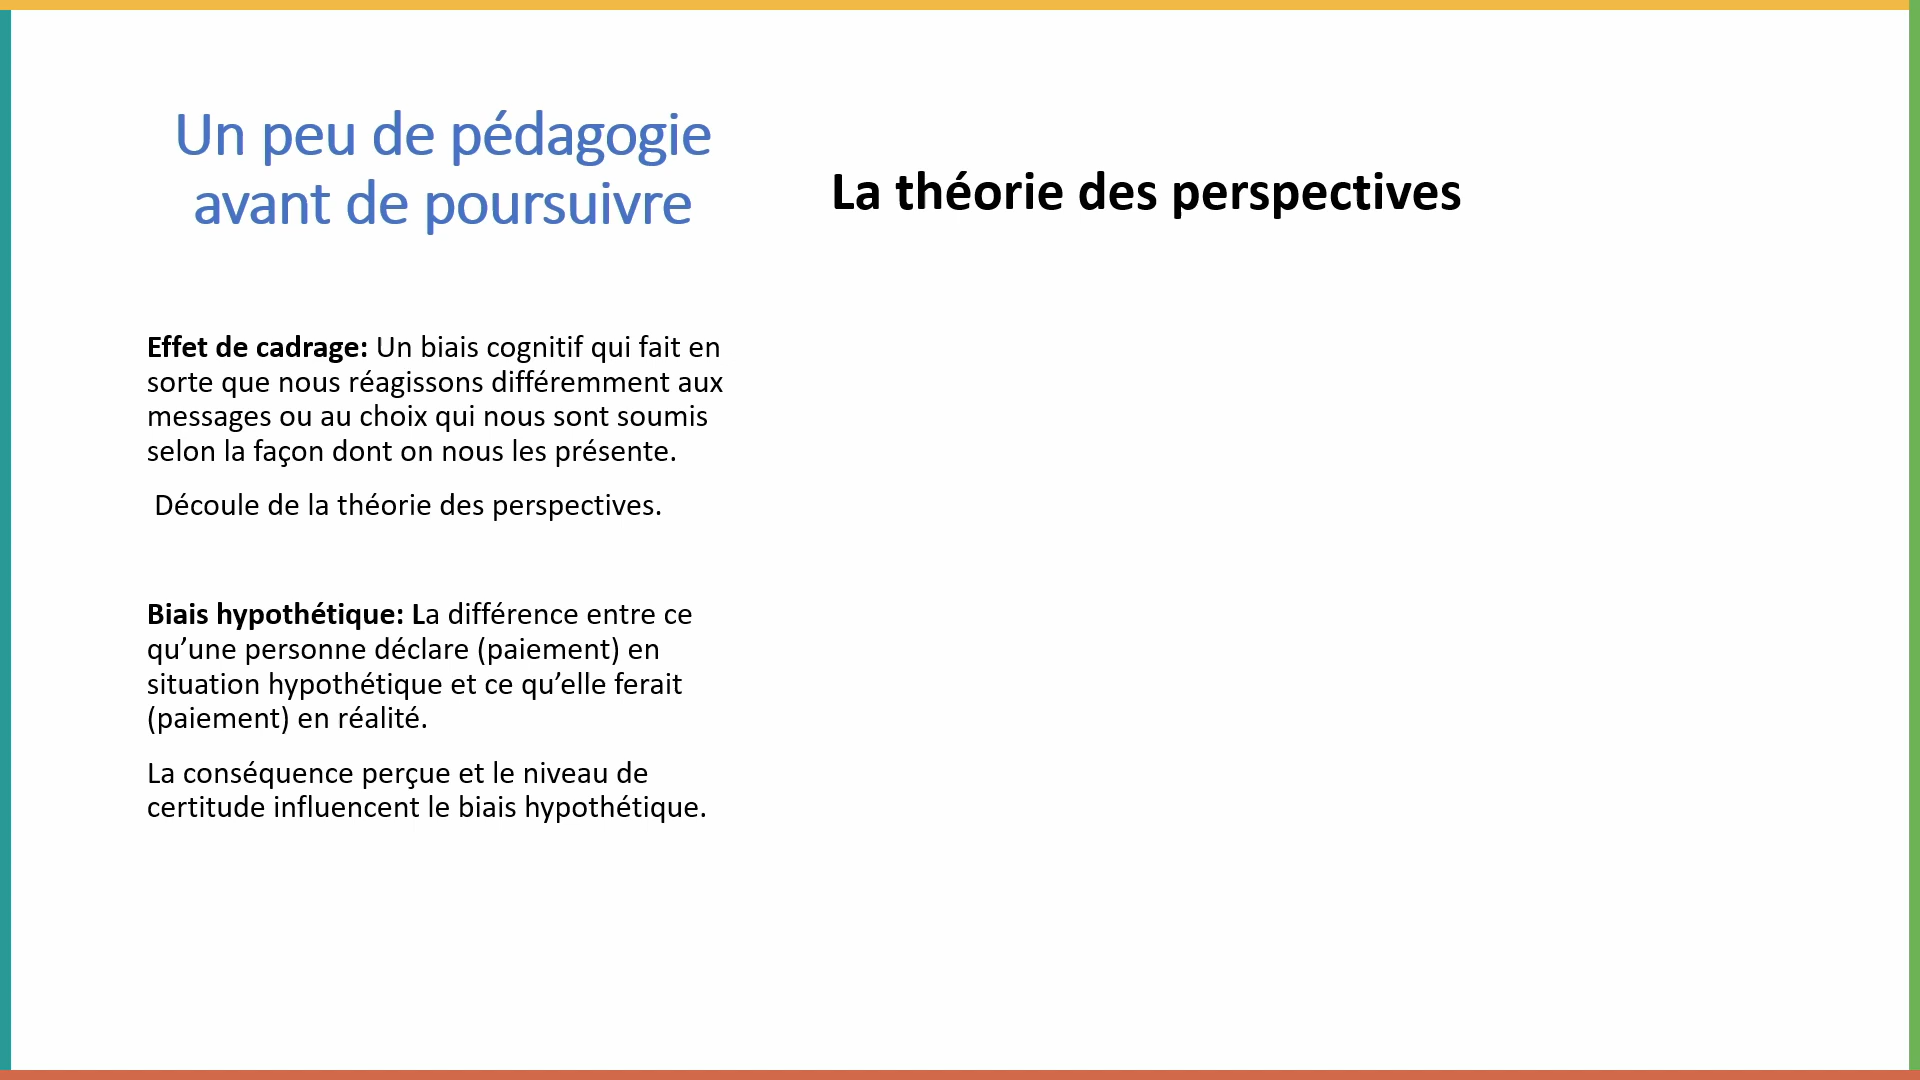 Un peu de pédagogie
avant de poursuivre
La théorie des perspectives
Effet de cadrage: Un biais cognitif qui fait en
sorte que nous réagissons différemment aux
messages ou au choix qui nous sont soumis
selon la façon dont on nous les présente.
Découle de la théorie des perspectives.
Biais hypothétique: La différence entre ce
qu’une personne déclare (paiement) en
situation hypothétique et ce qu’elle ferait
(paiement) en réalité.
La conséquence perçue et le niveau de
certitude influencent le biais hypothétique.